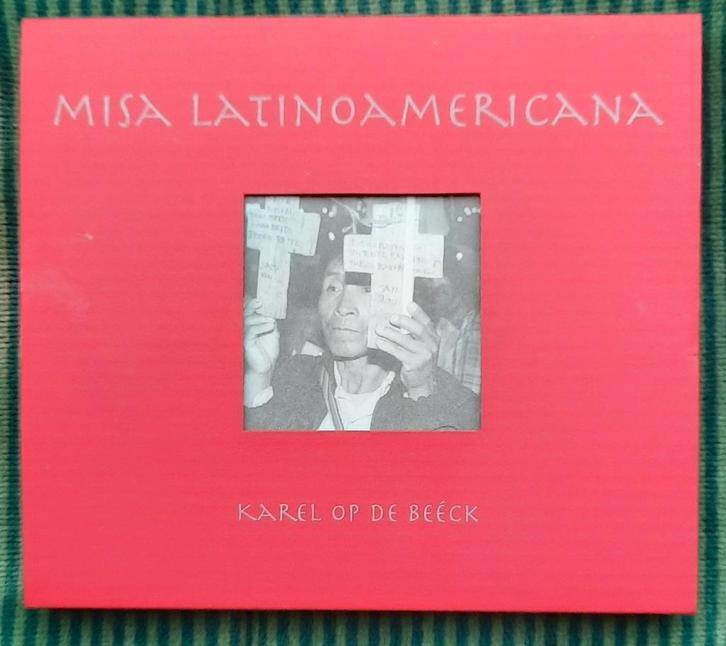 MISA LATINOAMERICANA
KAREL OP DE BEÉCK